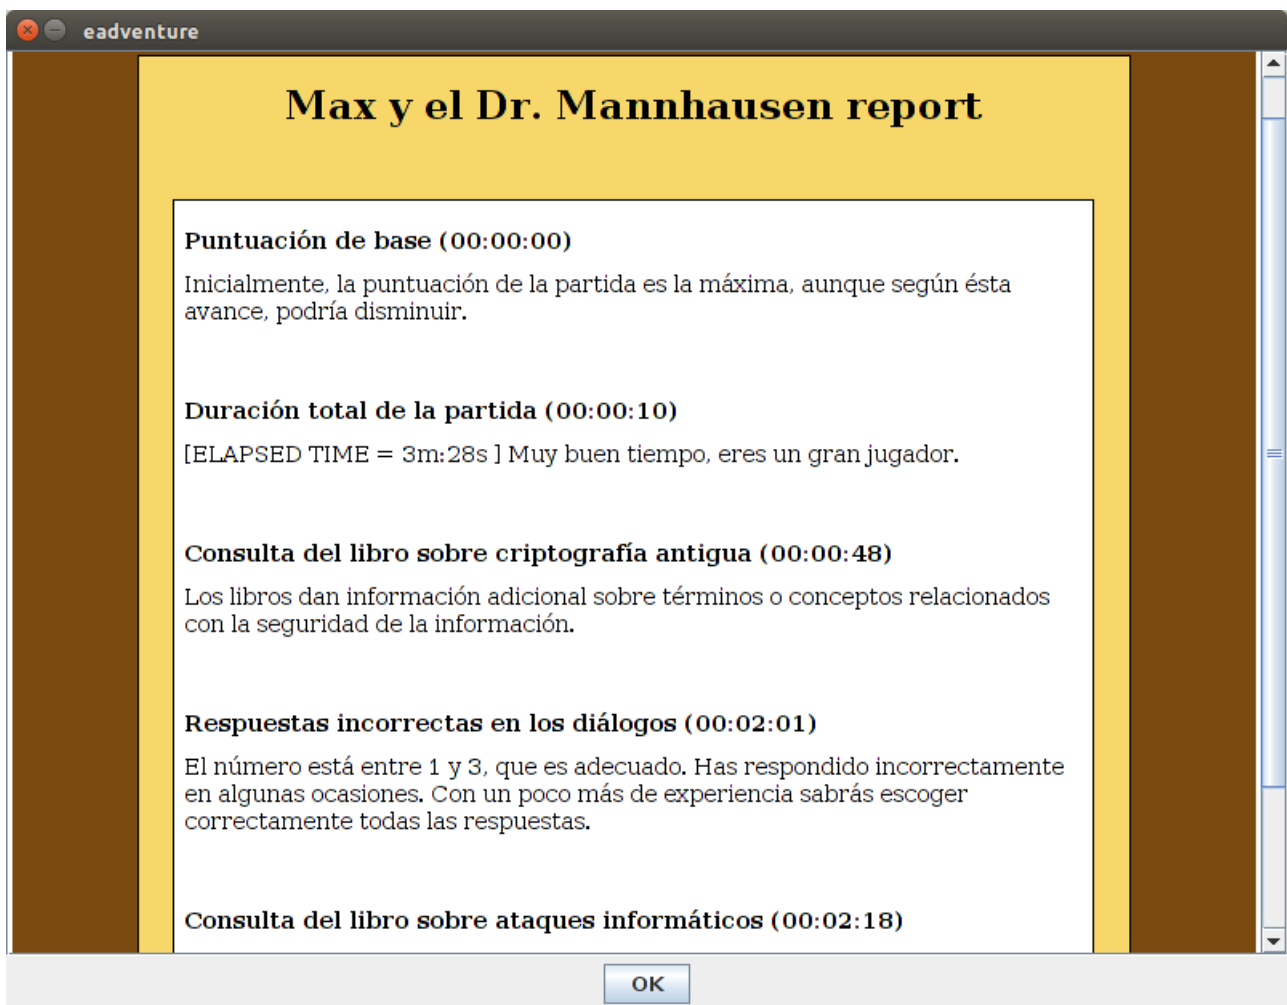 eadventure
Max y el Dr. Mannhausen report
Puntuación de base (00:00:00)
Inicialmente, la puntuación de la partida es la máxima, aunque según ésta
avance, podría disminuir.
Duración total de la partida (00:00:10)
[ELAPSED TIME = 3m:28s ] Muy buen tiempo, eres un gran jugador.
Consulta del libro sobre criptografía antigua (00:00:48)
Los libros dan información adicional sobre términos o conceptos relacionados
con la seguridad de la información.
Respuestas incorrectas en los diálogos (00:02:01)
El número está entre 1 y 3, que es adecuado. Has respondido incorrectamente
en algunas ocasiones. Con un poco más de experiencia sabrás escoger
correctamente todas las respuestas.
Consulta del libro sobre ataques informáticos (00:02:18)
OK